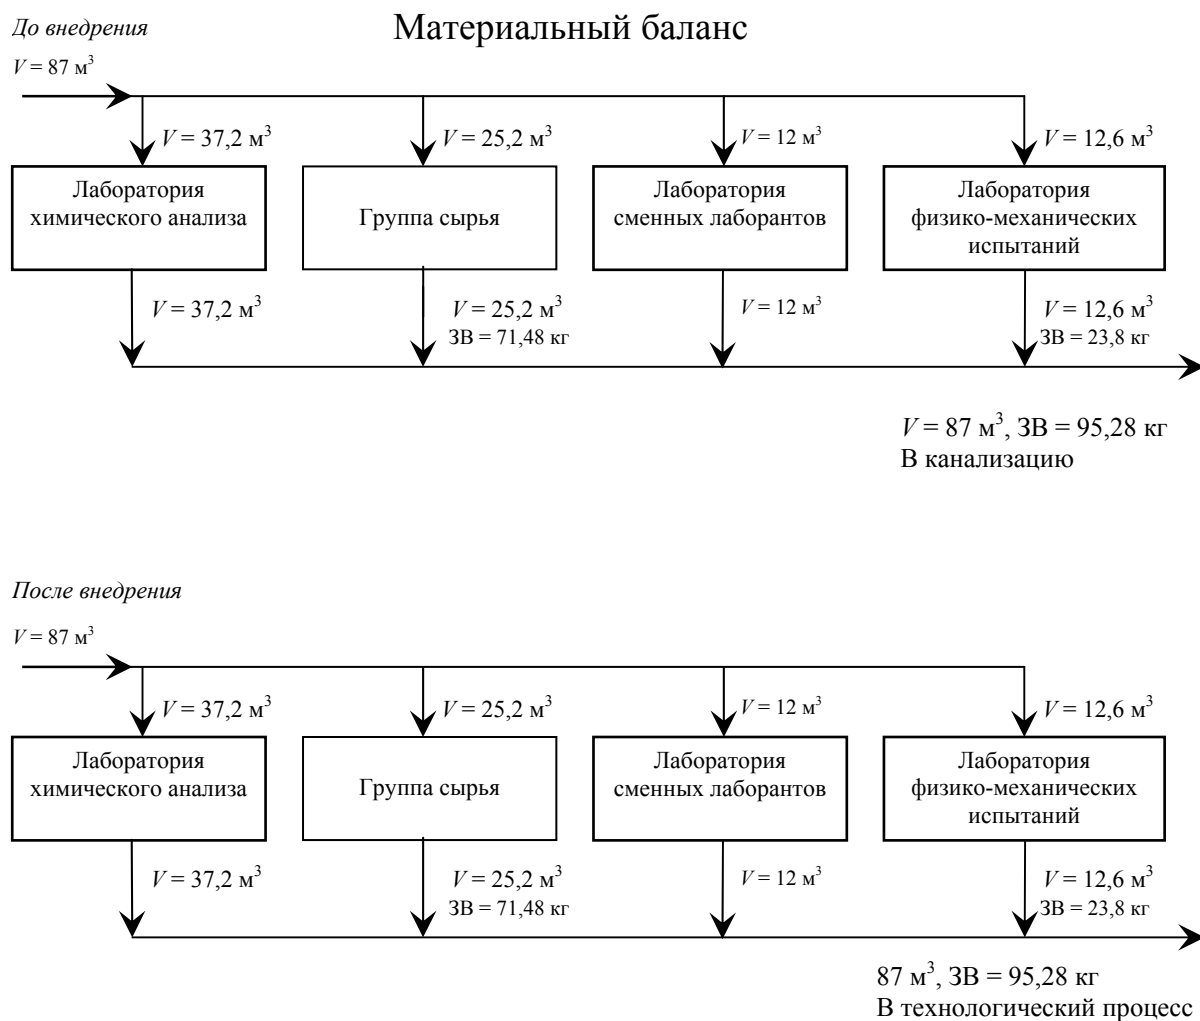 До внедрения
Материальный баланс
V = 87 м³
V = 37,2 м³
V = 25,2 м³
V = 12 м³
V = 12,6 м³
Лаборатория
химического анализа
Группа сырья
Лаборатория
сменных лаборантов
Лаборатория
физико-механических
испытаний
V = 37,2 м³
V = 25,2 м³
ЗВ = 71,48 кг
V = 12 м³
V = 12,6 м³
ЗВ = 23,8 кг
V = 87 м³, ЗВ = 95,28 кг
В канализацию
После внедрения
V = 87 м³
V = 37,2 м³
V = 25,2 м³
V = 12 м³
V = 12,6 м³
Лаборатория
химического анализа
Группа сырья
Лаборатория
сменных лаборантов
Лаборатория
физико-механических
испытаний
V = 37,2 м³
V = 25,2 м³
ЗВ = 71,48 кг
V = 12 м³
V = 12,6 м³
ЗВ = 23,8 кг
87 м³, ЗВ = 95,28 кг
В технологический процесс